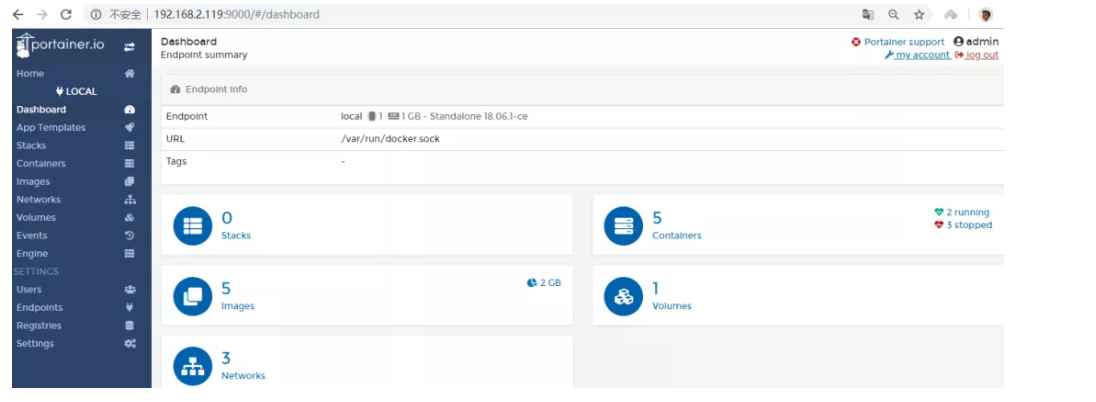 不安全 192.168.2.119:9000/#/dashboard
portainer.io
Home
LOCAL
Dashboard
App Templates
Stacks
Containers
Images
Networks
Volumes
Events
Engine
SETTINGS
Users
Endpoints
Registries
Settings
Dashboard
Endpoint summary
Portainer support admin
my account log out
Endpoint info
Endpoint local 1 1 GB - Standalone 18.06.1-ce
URL /var/run/docker.sock
Tags -
0
Stacks
5
Containers
2 running
3 stopped
5
Images
2 GB
1
Volumes
3
Networks